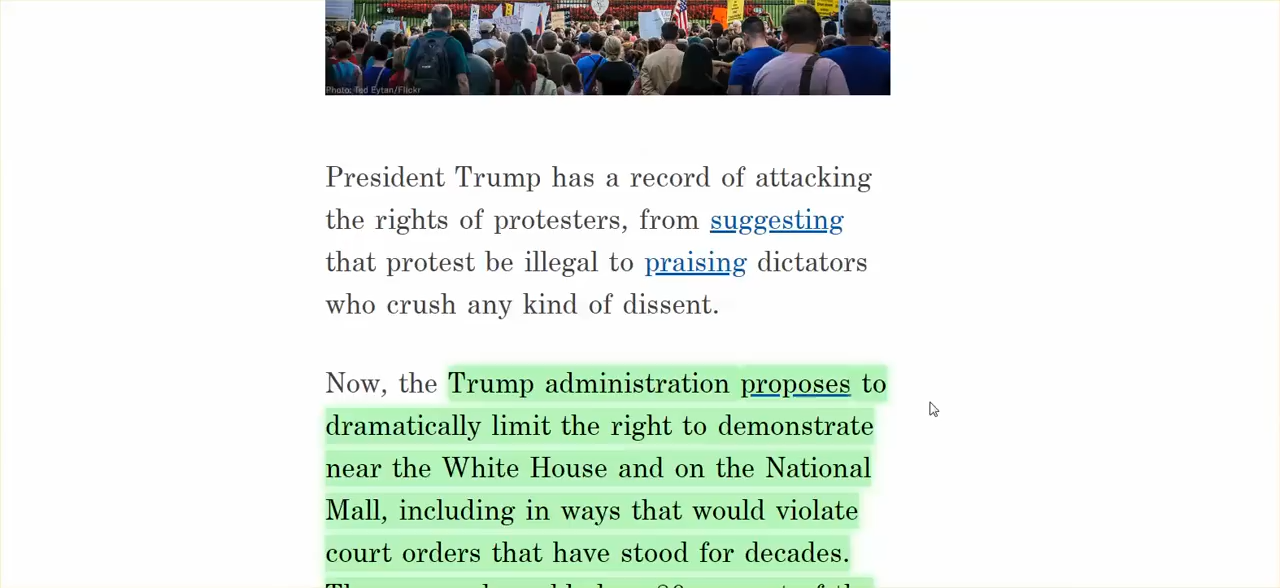 Photo: Ted Eytan/Flickr
President Trump has a record of attacking
the rights of protesters, from suggesting
that protest be illegal to praising dictators
who crush any kind of dissent.
Now, the Trump administration proposes to
dramatically limit the right to demonstrate
near the White House and on the National
Mall, including in ways that would violate
court orders that have stood for decades.